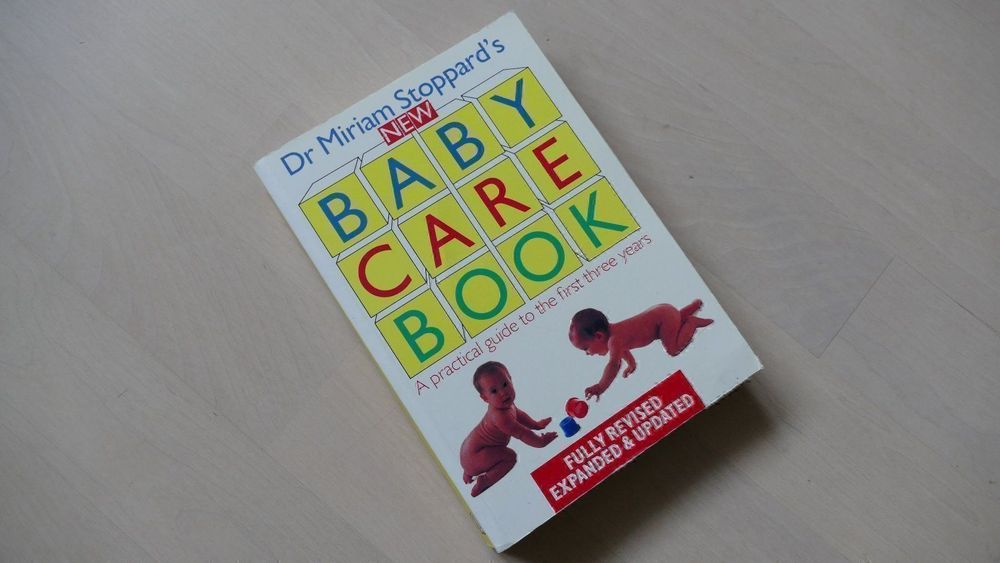 Dr Miriam Stoppard's
NEW
BABY
CARE
BOOK
A practical guide to the first three years
FULLY REVISED
EXPANDED & UPDATED